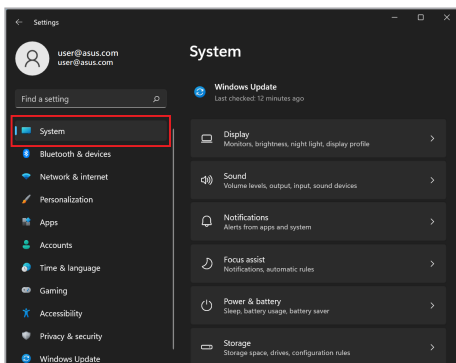 Settings
user@asus.com
user@asus.com
Find a setting
System
Bluetooth & devices
Network & internet
Personalization
Apps
Accounts
Time & language
Gaming
Accessibility
Privacy & security
Windows Update
System
Windows Update
Last checked: 12 minutes ago
Display
Monitors, brightness, night light, display profile
Sound
Volume levels, output, input, sound devices
Notifications
Alerts from apps and system
Focus assist
Notifications, automatic rules
Power & battery
Sleep, battery usage, battery saver
Storage
Storage space, drives, configuration rules